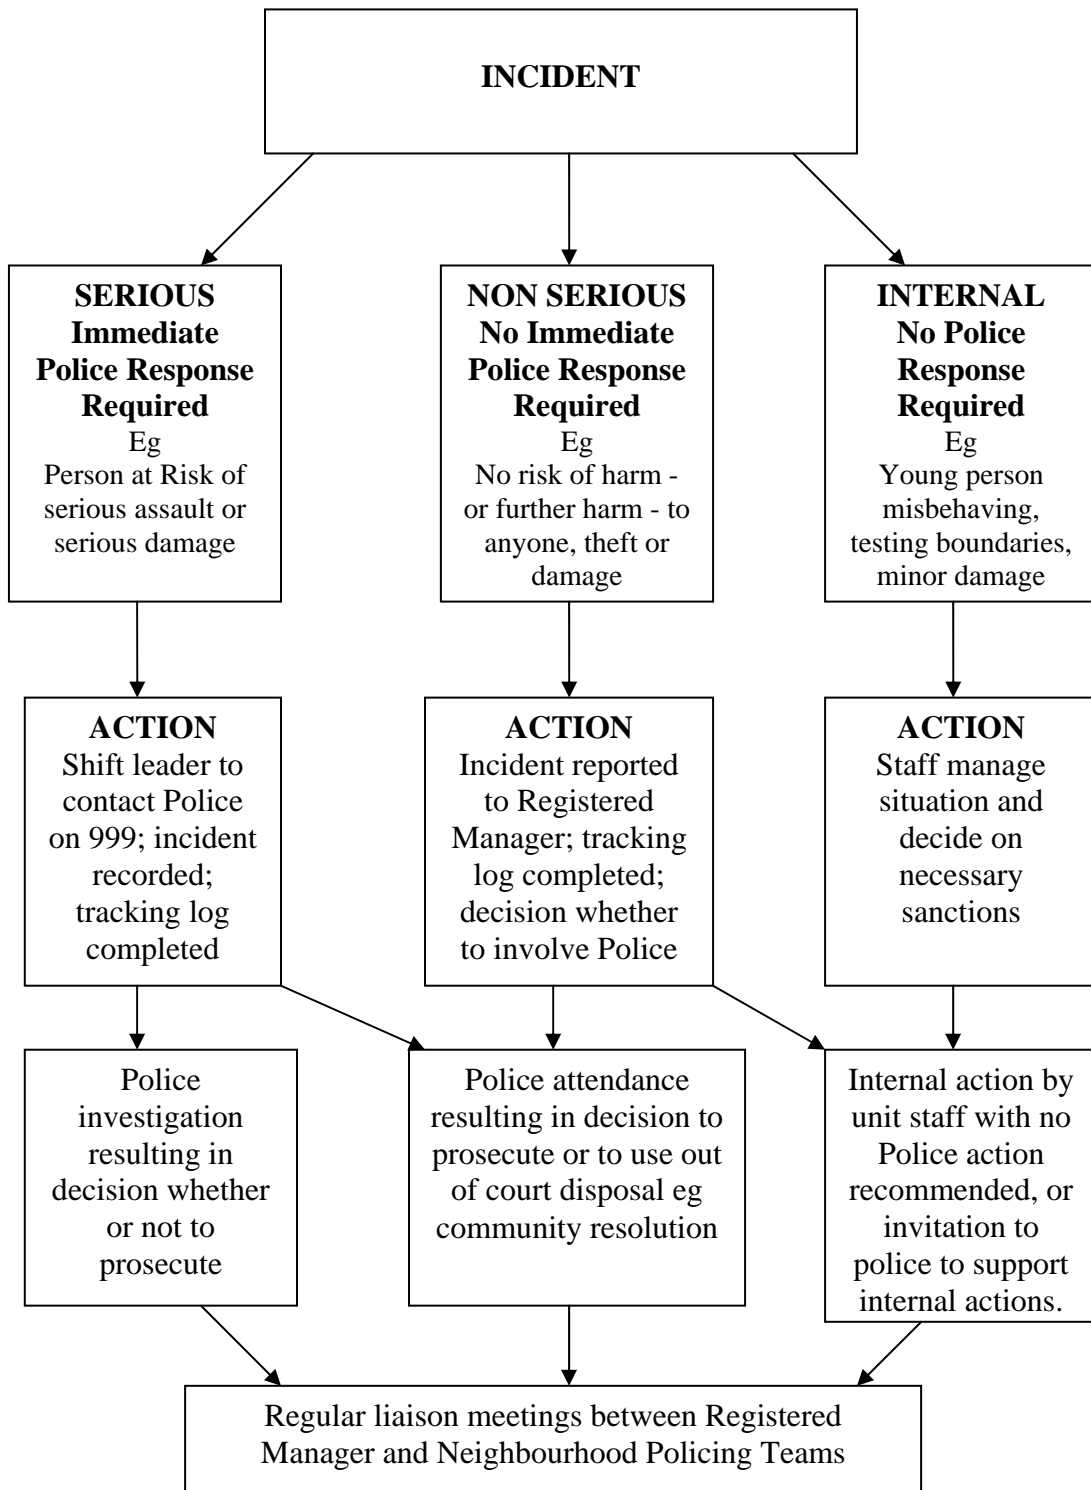 INCIDENT
SERIOUS
Immediate
Police Response
Required
Eg
Person at Risk of
serious assault or
serious damage
NON SERIOUS
No Immediate
Police Response
Required
Eg
No risk of harm -
or further harm - to
anyone, theft or
damage
INTERNAL
No Police
Response
Required
Eg
Young person
misbehaving,
testing boundaries,
minor damage
ACTION
Shift leader to
contact Police
on 999; incident
recorded;
tracking log
completed
ACTION
Incident reported
to Registered
Manager; tracking
log completed;
decision whether
to involve Police
ACTION
Staff manage
situation and
decide on
necessary
sanctions
Police
investigation
resulting in
decision whether
or not to
prosecute
Police attendance
resulting in decision to
prosecute or to use out
of court disposal eg
community resolution
Internal action by
unit staff with no
Police action
recommended, or
invitation to
police to support
internal actions.
Regular liaison meetings between Registered
Manager and Neighbourhood Policing Teams